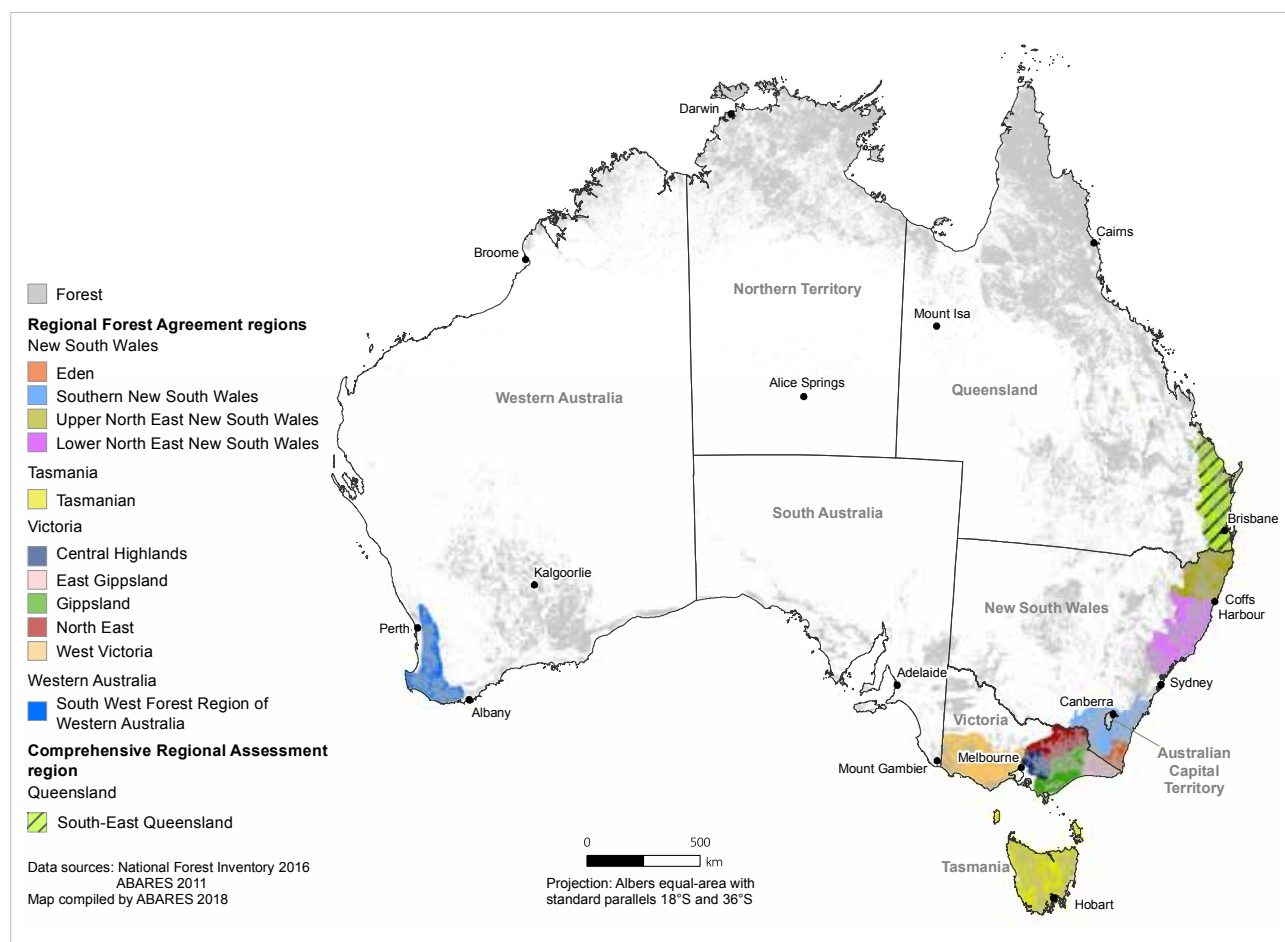 Forest
Regional Forest Agreement regions
New South Wales
Eden
Southern New South Wales
Upper North East New South Wales
Lower North East New South Wales
Tasmania
Tasmanian
Victoria
Central Highlands
East Gippsland
Gippsland
North East
West Victoria
Western Australia
South West Forest Region of
Western Australia
Comprehensive Regional Assessment
region
Queensland
South-East Queensland
Data sources: National Forest Inventory 2016
ABARES 2011
Map compiled by ABARES 2018
Darwin
Cairns
Broome
Northern Territory
Mount Isa
Alice Springs
Western Australia
Queensland
South Australia
Brisbane
Kalgoorlie
New South Wales
Coffs
Harbour
Perth
Adelaide
Sydney
Albany
Canberra
Victoria
Melbourne
Mount Gambier
Australian
Capital
Territory
Tasmania
Hobart
0 500
km
Projection: Albers equal-area with
standard parallels 18°S and 36°S